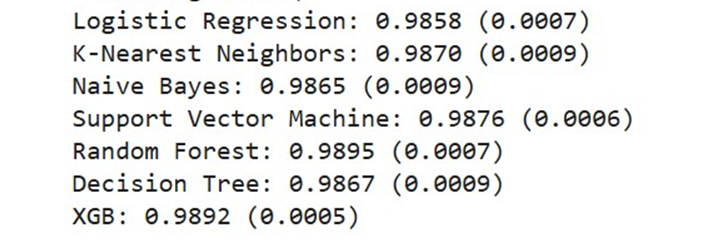 Logistic Regression: 0.9858 (0.0007)
K-Nearest Neighbors: 0.9870 (0.0009)
Naive Bayes: 0.9865 (0.0009)
Support Vector Machine: 0.9876 (0.0006)
Random Forest: 0.9895 (0.0007)
Decision Tree: 0.9867 (0.0009)
XGB: 0.9892 (0.0005)